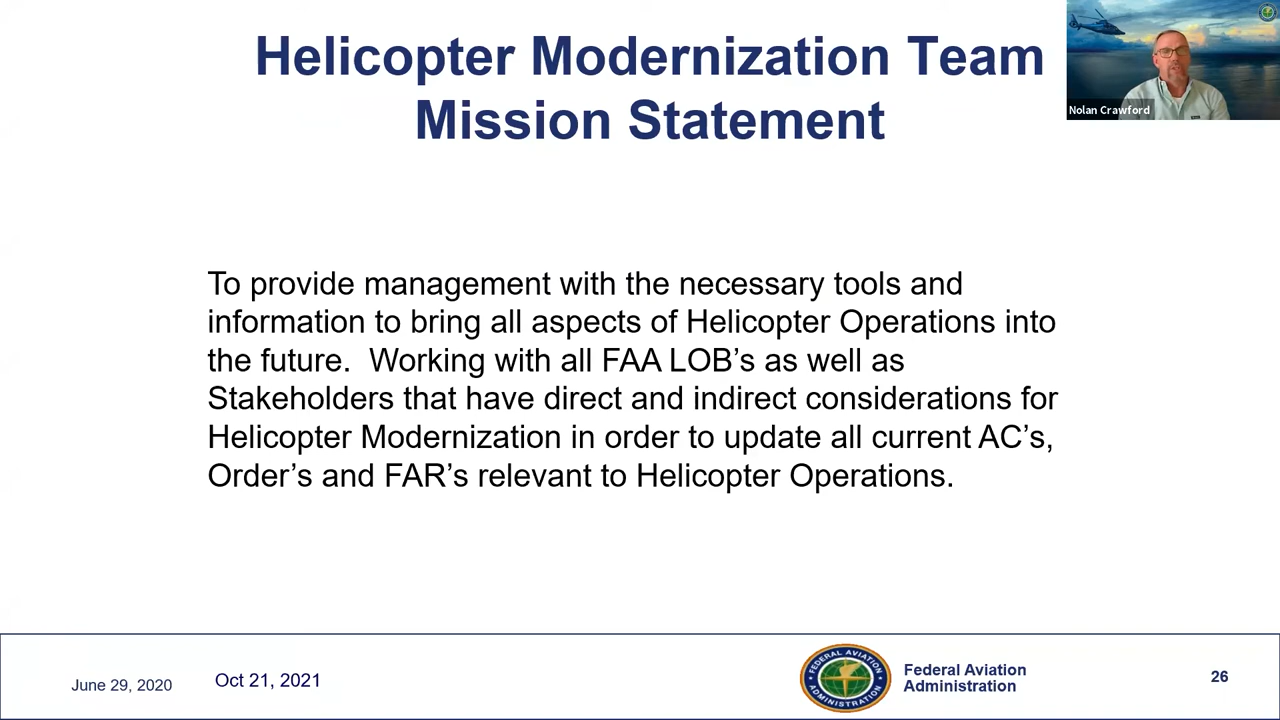 Helicopter Modernization Team
Mission Statement
Nolan Crawford
To provide management with the necessary tools and
information to bring all aspects of Helicopter Operations into
the future.  Working with all FAA LOB’s as well as
Stakeholders that have direct and indirect considerations for
Helicopter Modernization in order to update all current AC’s,
Order’s and FAR’s relevant to Helicopter Operations.
June 29, 2020
Oct 21, 2021
FEDERAL AVIATION
ADMINISTRATION
Federal Aviation
Administration
26